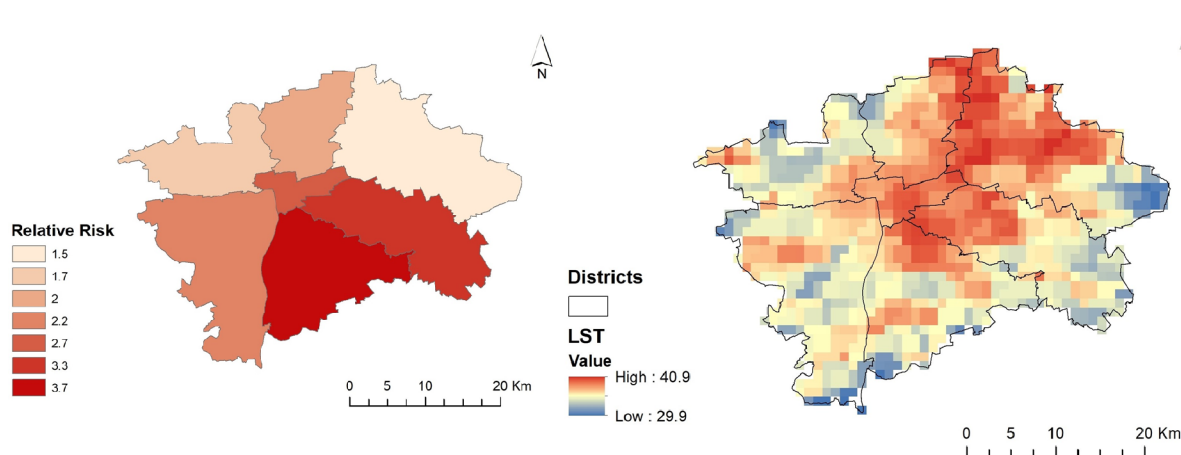 N
Relative Risk
1.5
1.7
2
2.2
2.7
3.3
3.7
0 5 10 20 Km
Districts
LST
Value
High : 40.9
Low : 29.9
0 5 10 20 Km